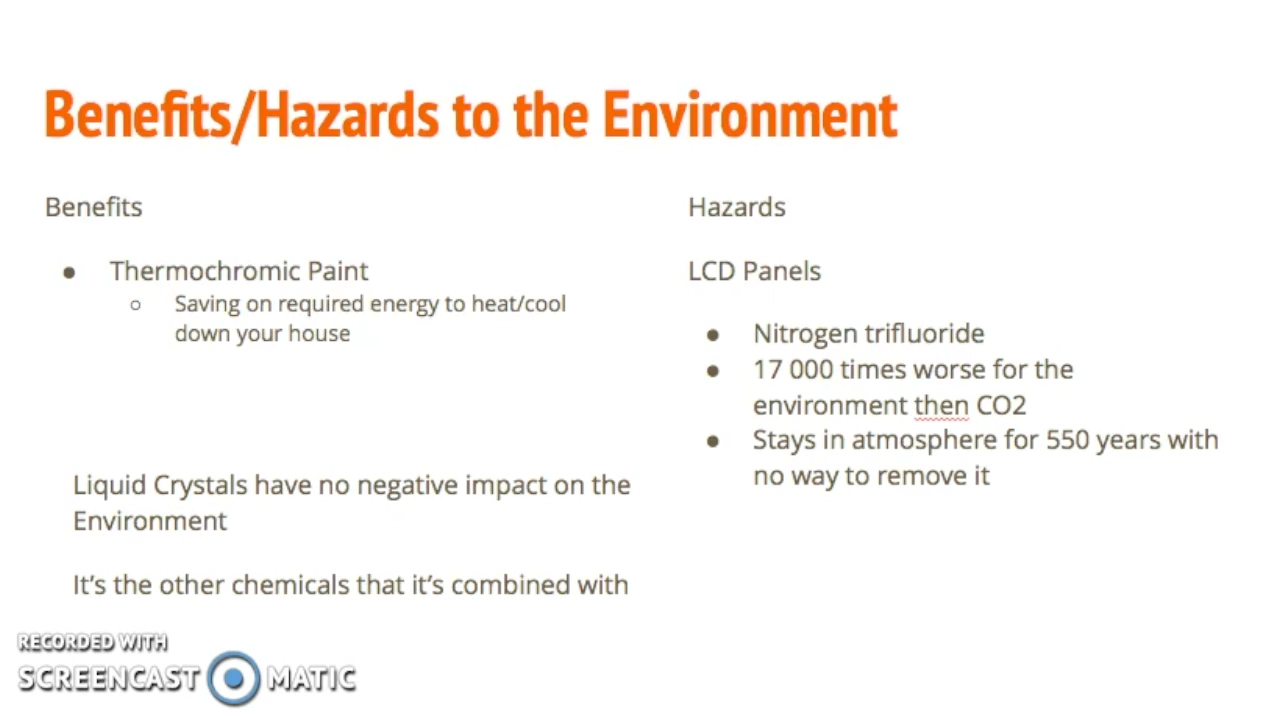 Benefits/Hazards to the Environment
Benefits
● Thermochromic Paint
○ Saving on required energy to heat/cool
down your house
Liquid Crystals have no negative impact on the
Environment
It's the other chemicals that it's combined with
Hazards
LCD Panels
● Nitrogen trifluoride
● 17 000 times worse for the
environment then CO2
● Stays in atmosphere for 550 years with
no way to remove it
RECORDED WITH
SCREENCAST MATIC